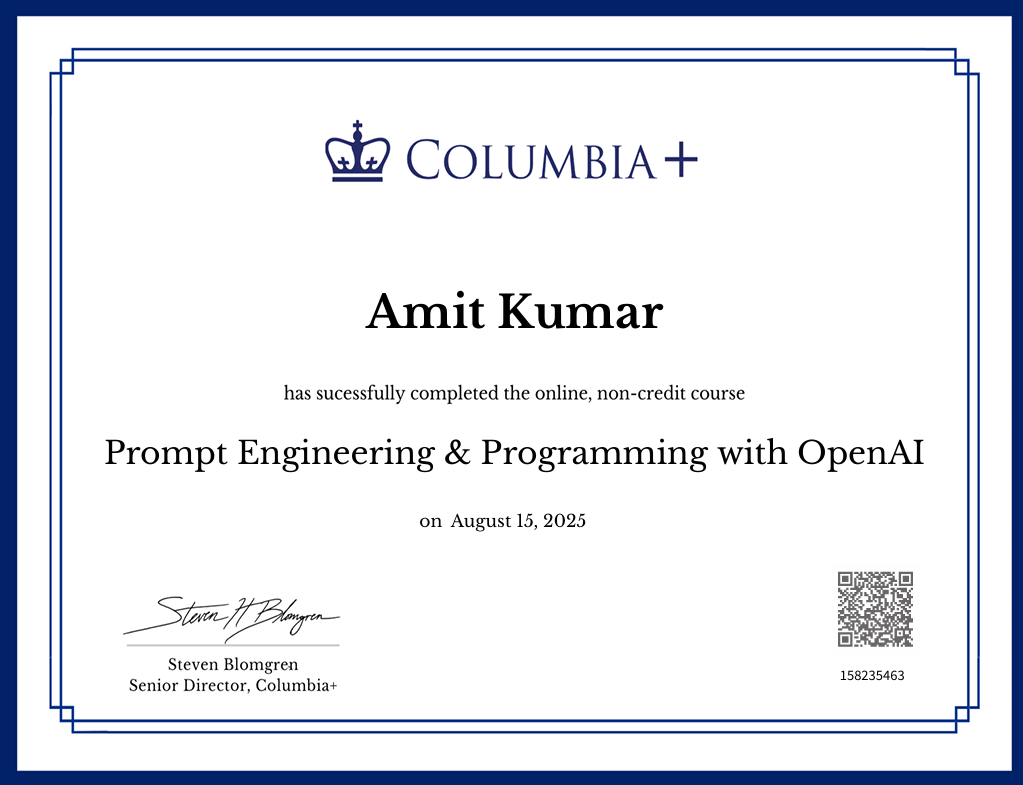 COLUMBIA+
Amit Kumar
has sucessfully completed the online, non-credit course
Prompt Engineering & Programming with OpenAI
on August 15, 2025
Steven H Blomgren
Steven Blomgren
Senior Director, Columbia+
158235463